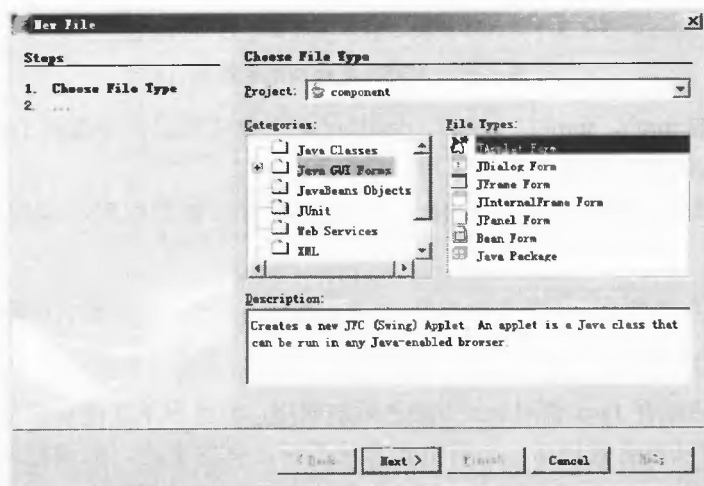 New File
Steps
1. Choose File Type
2. ...
Choose File Type
Project: component
Categories:
Java Classes
Java GUI Forms
JavaBeans Objects
JUnit
Web Services
XML
File Types:
JApplet Form
JDialog Form
JFrame Form
JInternalFrame Form
JPanel Form
Bean Form
Java Package
Description:
Creates a new JFC (Swing) Applet. An applet is a Java class that
can be run in any Java-enabled browser.
< Back Next > Finish Cancel Help